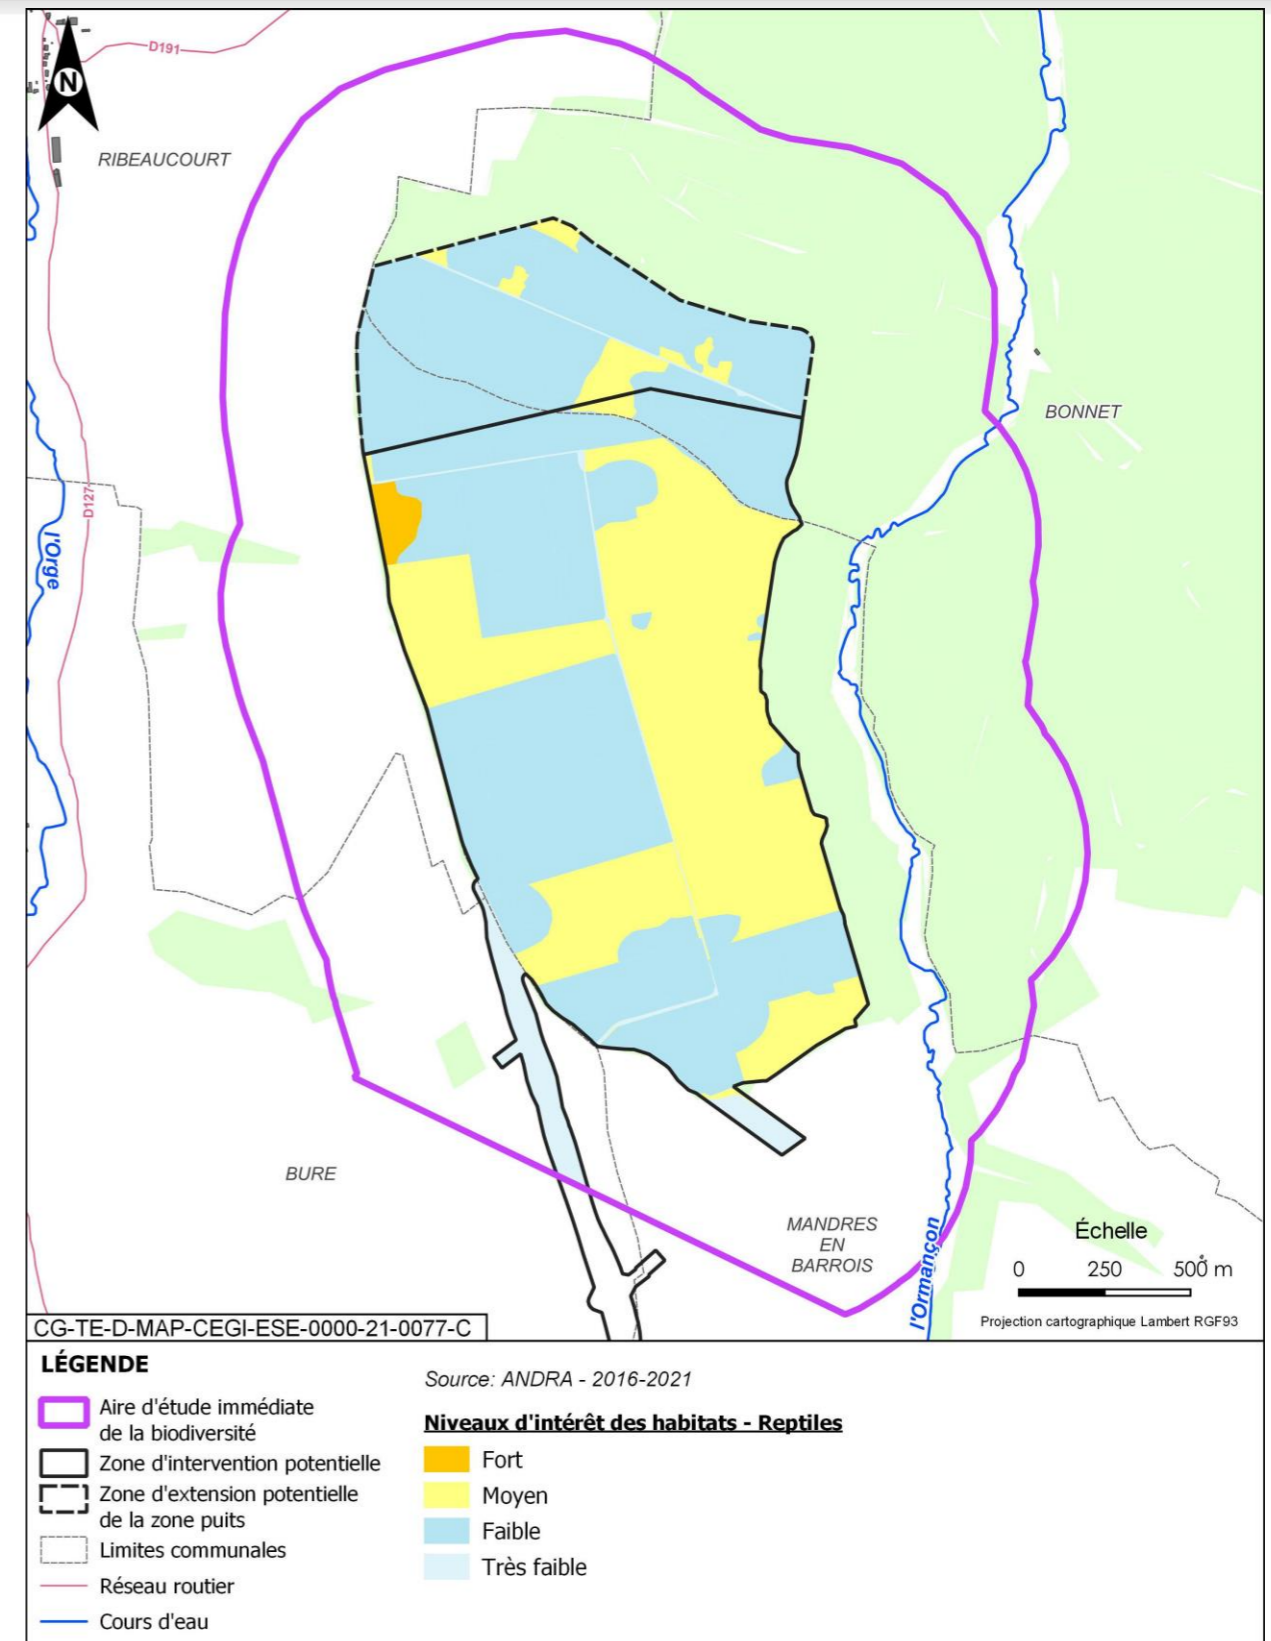 D191
N
RIBEAUCOURT
BONNET
D127
l'Orge
BURE
MANDRES
EN
BARROIS
l'Ormançon
Échelle
0 250 500 m
Projection cartographique Lambert RGF93
CG-TE-D-MAP-CEGI-ESE-0000-21-0077-C
LÉGENDE
Aire d'étude immédiate
de la biodiversité
Zone d'intervention potentielle
Zone d'extension potentielle
de la zone puits
Limites communales
Réseau routier
Cours d'eau
Source: ANDRA - 2016-2021
Niveaux d'intérêt des habitats - Reptiles
Fort
Moyen
Faible
Très faible